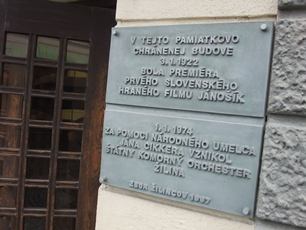 V TEJTO PAMIATKOVO
CHRÁNENEJ BUDOVE
3.1.1922
BOLA PREMIÉRA
PRVÉHO SLOVENSKÉHO
HRANÉHO FILMU JÁNOŠÍK
1.1.1974
ZA POMOCI NÁRODNÉHO UMELCA
JÁNA CIKKERA VZNIKOL
ŠTÁTNY KOMORNÝ ORCHESTER
ŽILINA
ZBOR ŽILINCOV 1997